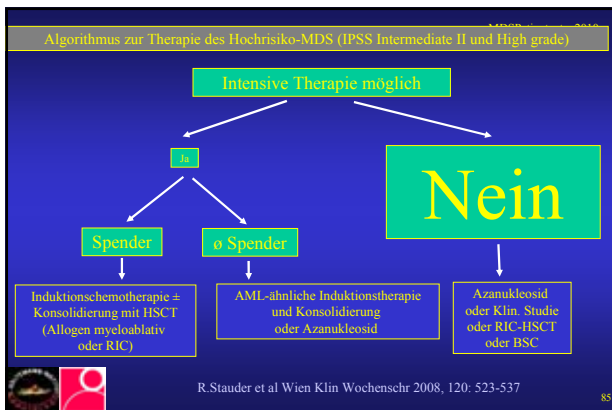 Algorithmus zur Therapie des Hochrisiko-MDS (IPSS Intermediate II und High grade)
Intensive Therapie möglich
Ja
Nein
Spender
ø Spender
Induktionschemotherapie ±
Konsolidierung mit HSCT
(Allogen myeloablativ
oder RIC)
AML-ähnliche Induktionstherapie
und Konsolidierung
oder Azanukleosid
Azanukleosid
oder Klin. Studie
oder RIC-HSCT
oder BSC
R.Stauder et al Wien Klin Wochenschr 2008, 120: 523-537
85